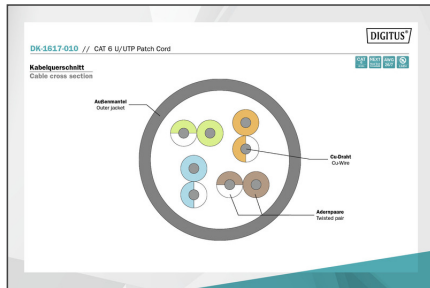 DIGITUS®
DK-1617-010 // CAT 6 U/UTP Patch Cord
Kabelquerschnitt
Cable cross section
Außenmantel
Outer jacket
Cu-Draht
Cu-Wire
Adernpaare
Twisted pair